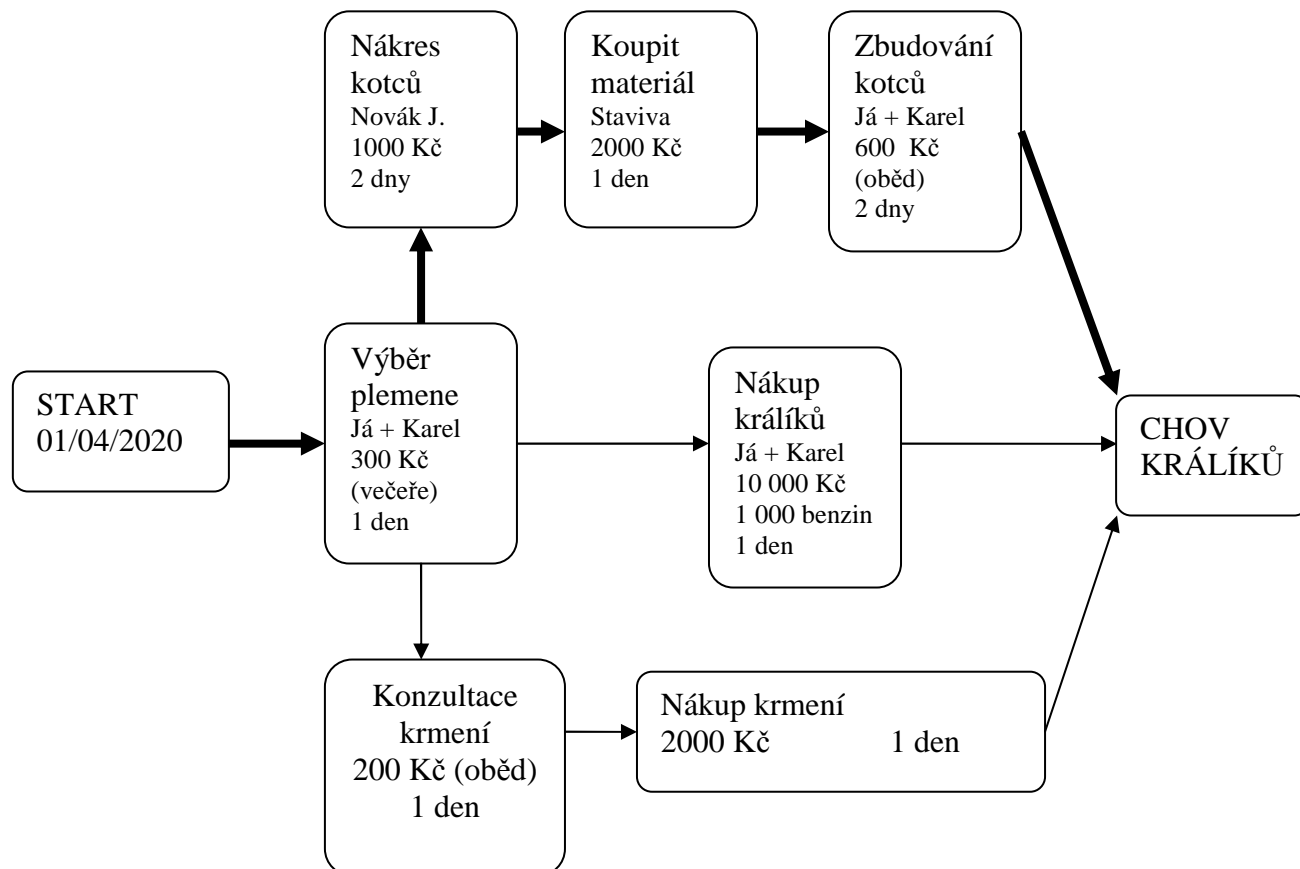 Nákres
kotců
Novák J.
1000 Kč
2 dny
Koupit
materiál
Staviva
2000 Kč
1 den
Zbudování
kotců
Já + Karel
600 Kč
(oběd)
2 dny
START
01/04/2020
Výběr
plemene
Já + Karel
300 Kč
(večeře)
1 den
Nákup
králíků
Já + Karel
10 000 Kč
1 000 benzin
1 den
CHOV
KRÁLÍKŮ
Konzultace
krmení
200 Kč (oběd)
1 den
Nákup krmení
2000 Kč 1 den